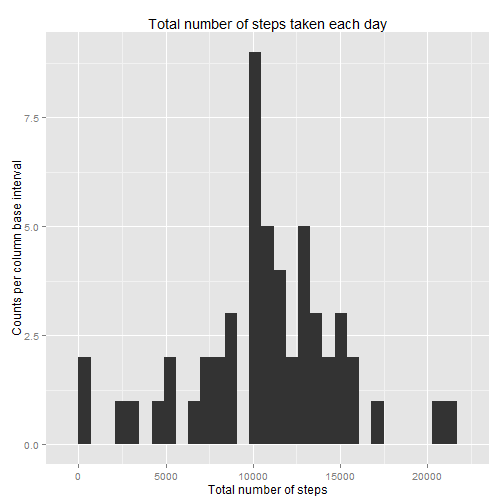 Total number of steps taken each day
Counts per column base interval
7.5
5.0
2.5
0.0
0 5000 10000 15000 20000
Total number of steps